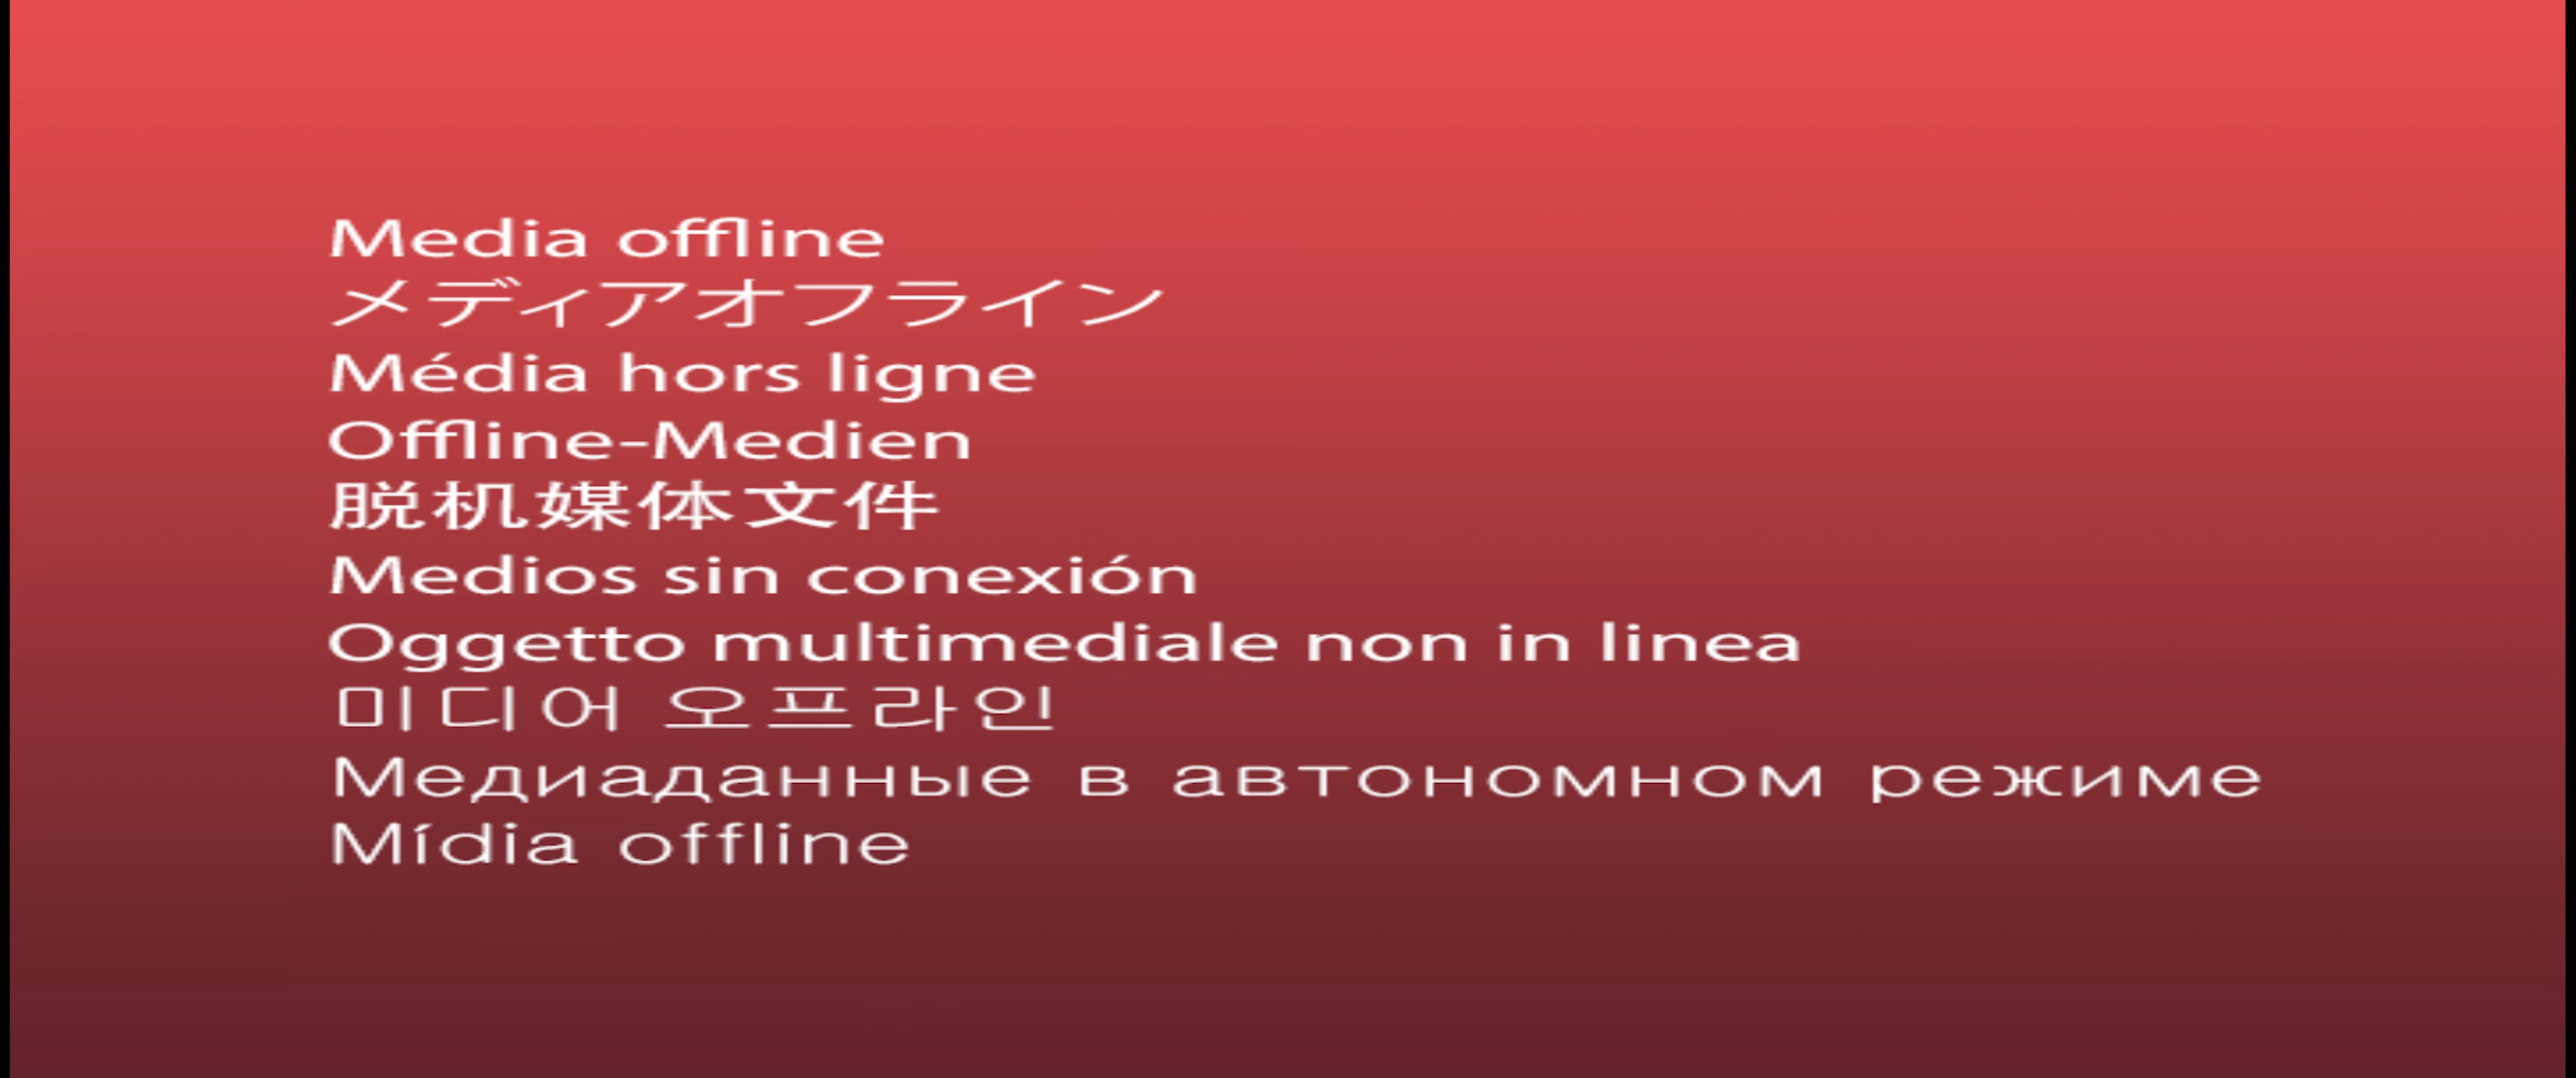 Media offline
メディアオフライン
Média hors ligne
Offline-Medien
脱机媒体文件
Medios sin conexión
Oggetto multimediale non in linea
미디어 오프라인
Медиаданные в автономном режиме
Mídia offline